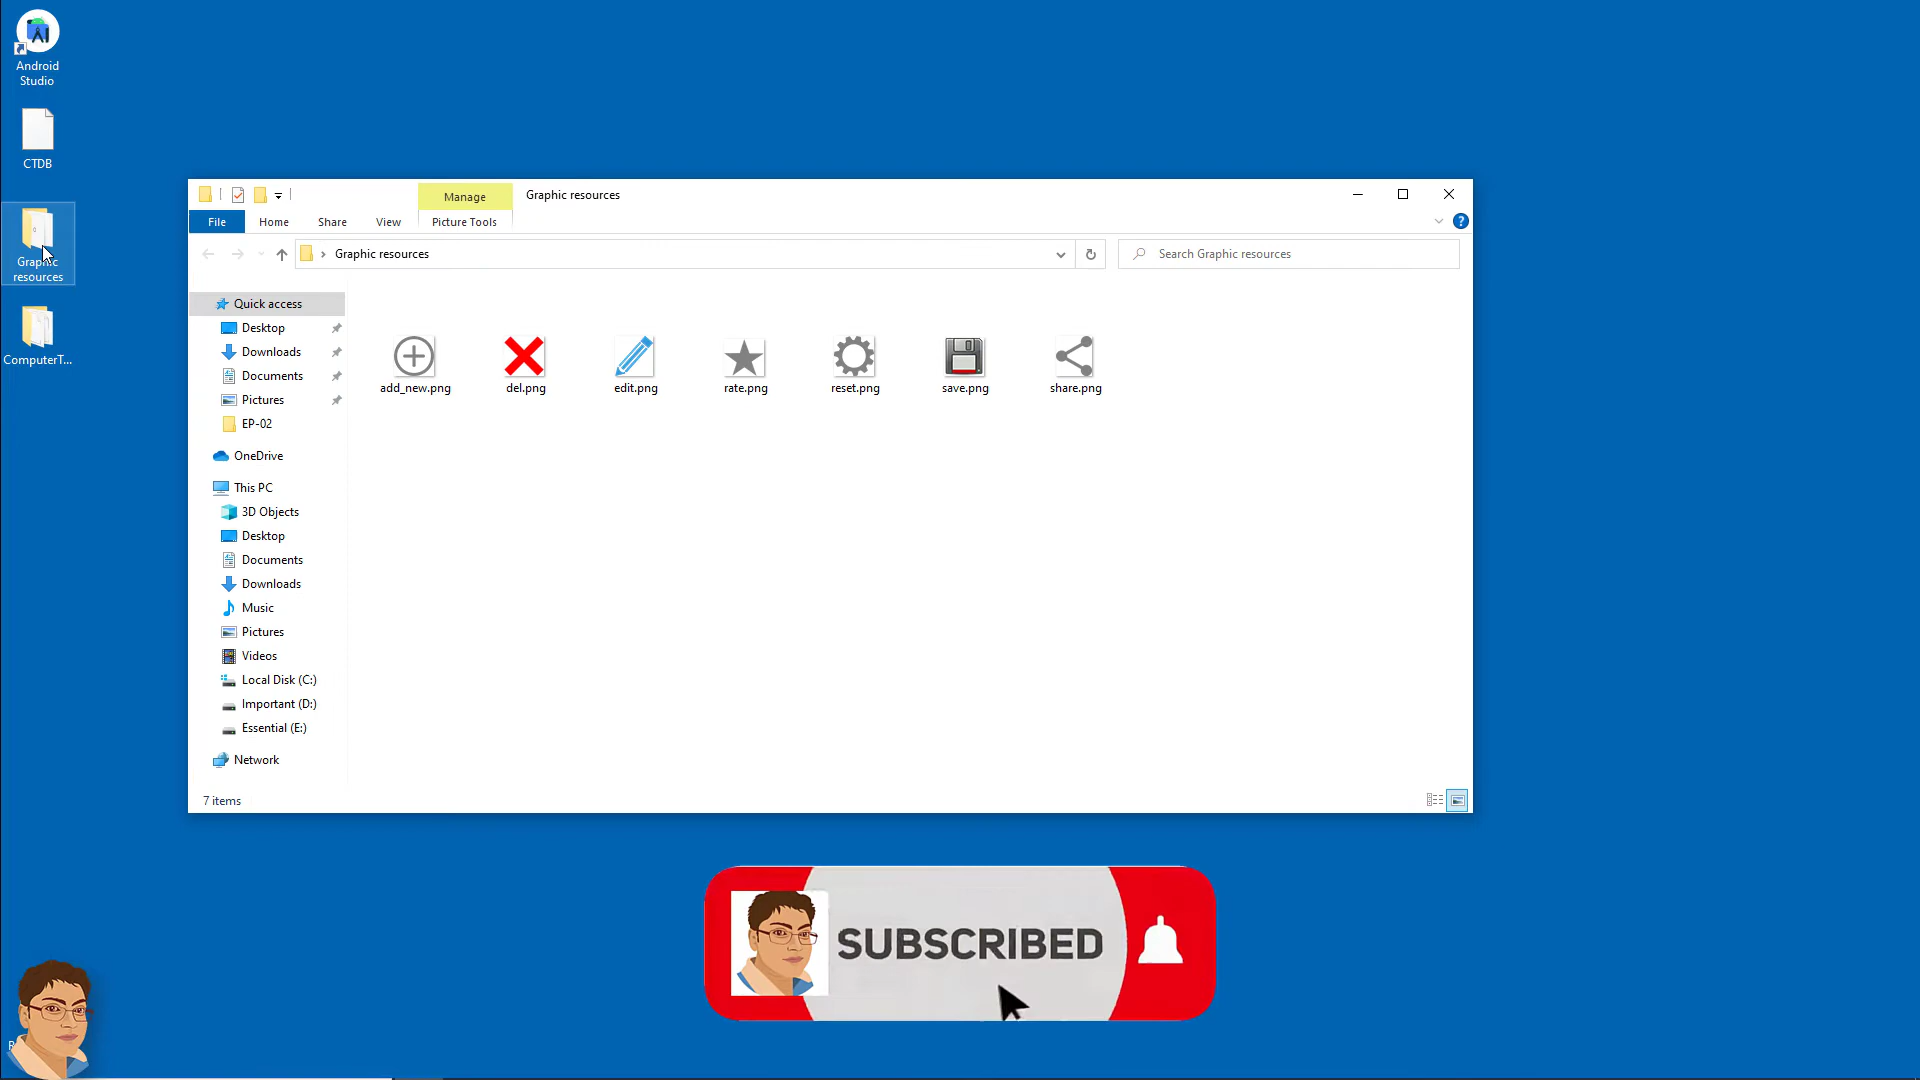 Android
Studio
CTDB
Graphic
resources
ComputerT...
Manage
Graphic resources
File
Home
Share
View
Picture Tools
Graphic resources
Search Graphic resources
Quick access
Desktop
Downloads
Documents
Pictures
EP-02
OneDrive
This PC
3D Objects
Desktop
Documents
Downloads
Music
Pictures
Videos
Local Disk (C:)
Important (D:)
Essential (E:)
Network
add_new.png
del.png
edit.png
rate.png
reset.png
save.png
share.png
7 items
SUBSCRIBED